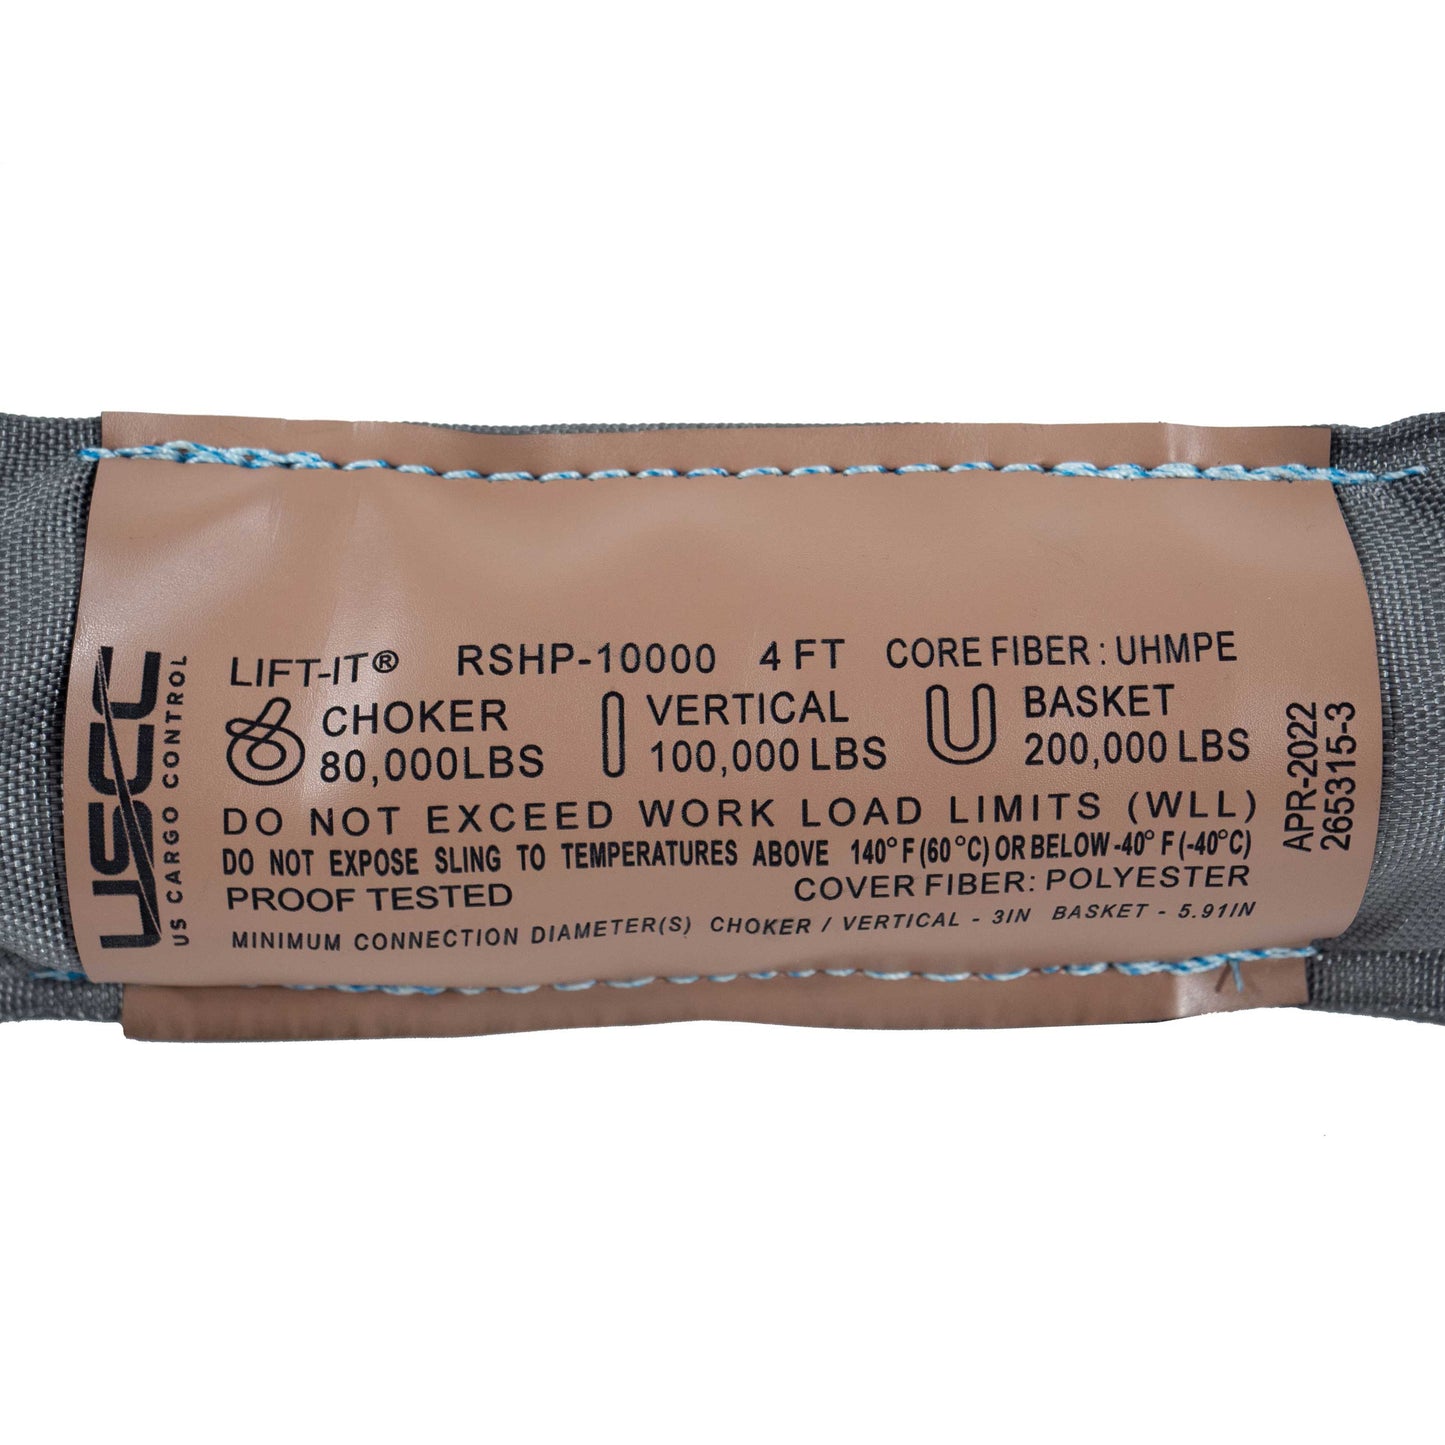 USCC
US CARGO CONTROL
LIFT-IT® RSHP-10000 4 FT CORE FIBER : UHMPE
CHOKER VERTICAL BASKET
80,000LBS 100,000 LBS 200,000 LBS
DO NOT EXCEED WORK LOAD LIMITS (WLL)
DO NOT EXPOSE SLING TO TEMPERATURES ABOVE 140° F (60 °C) OR BELOW -40° F (-40°C)
PROOF TESTED COVER FIBER: POLYESTER
MINIMUM CONNECTION DIAMETER(S) CHOKER / VERTICAL - 3IN BASKET - 5.91IN
APR-2022
265315-3